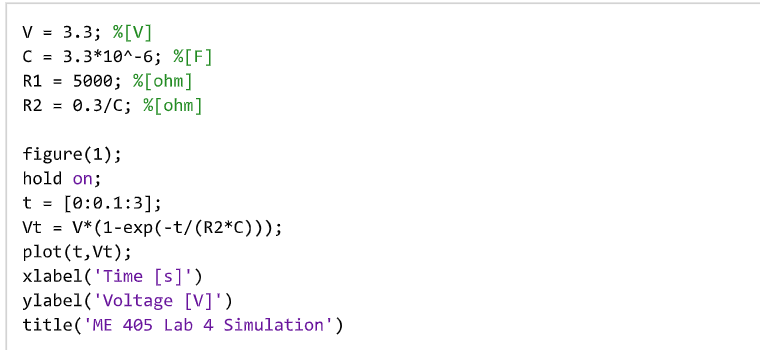 V = 3.3; %[V]
C = 3.3*10^-6; %[F]
R1 = 5000; %[ohm]
R2 = 0.3/C; %[ohm]
figure(1);
hold on;
t = [0:0.1:3];
Vt = V*(1-exp(-t/(R2*C)));
plot(t,Vt);
xlabel('Time [s]')
ylabel('Voltage [V]')
title('ME 405 Lab 4 Simulation')